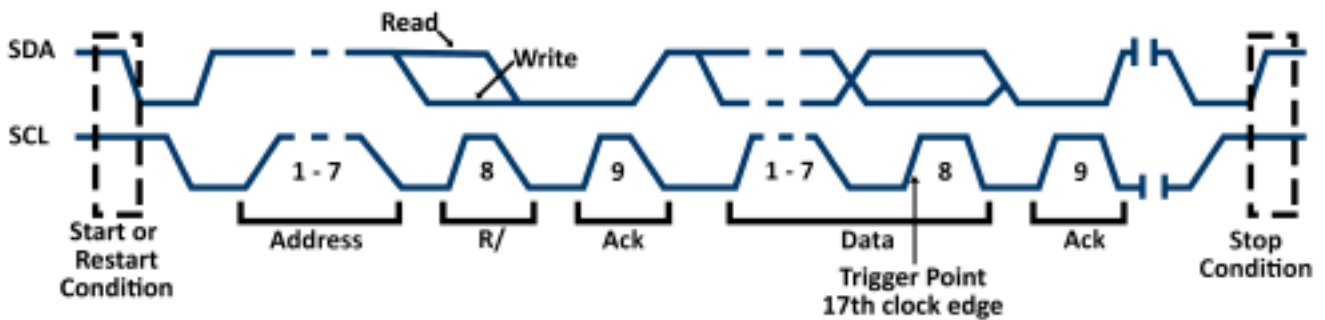 Read
SDA
Write
SCL
1 - 7
8
9
1 - 7
8
9
Start or
Restart
Condition
Address
R/
Ack
Data
Ack
Stop
Condition
Trigger Point
17th clock edge